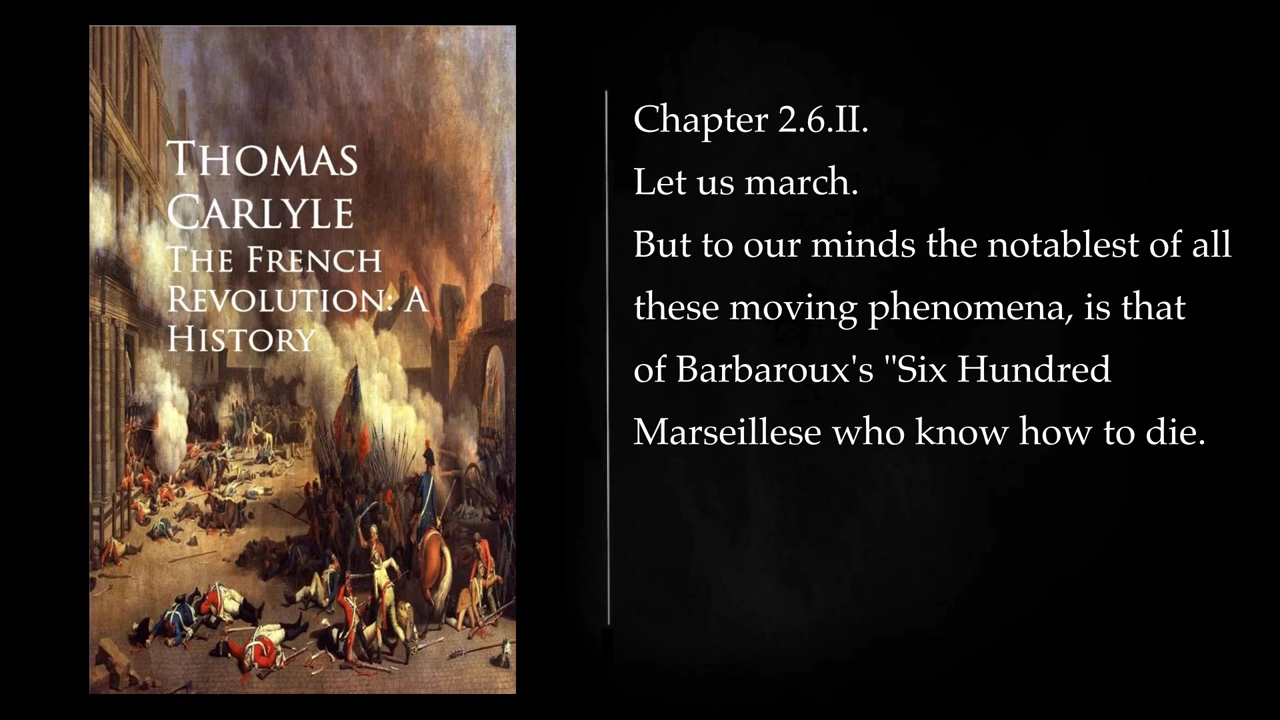 THOMAS
CARLYLE
THE FRENCH
REVOLUTION: A
HISTORY
Chapter 2.6.II.
Let us march.
But to our minds the notablest of all
these moving phenomena, is that
of Barbaroux's "Six Hundred
Marseillese who know how to die.